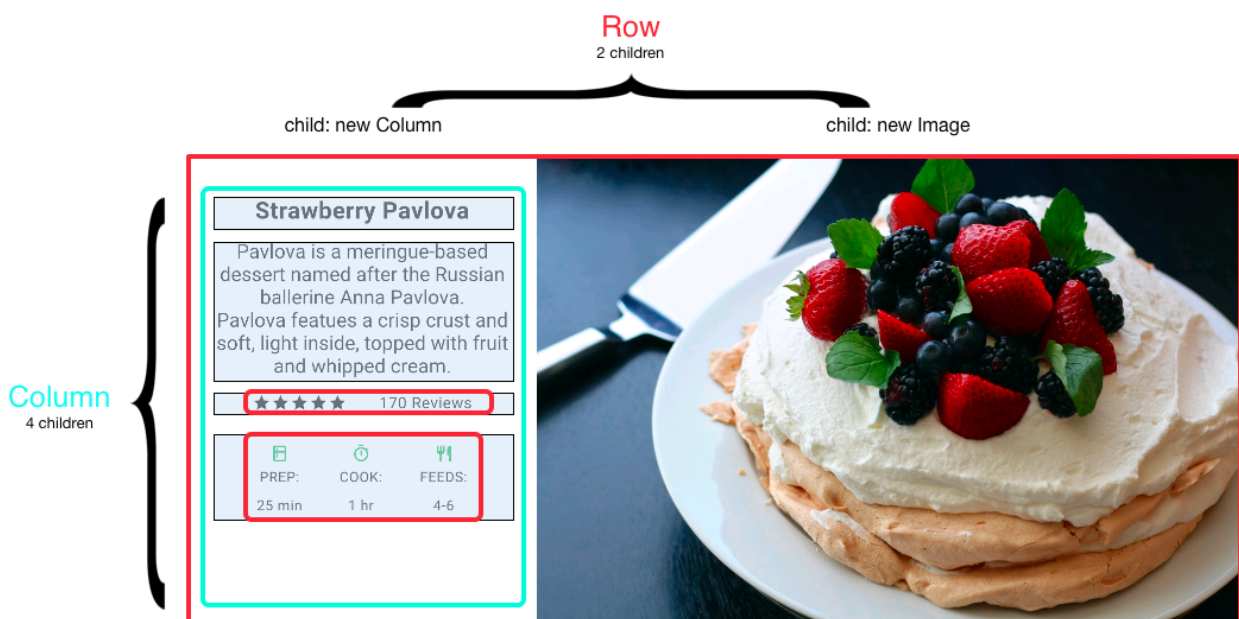 Row
2 children
child: new Column
child: new Image
Column
4 children
Strawberry Pavlova
Pavlova is a meringue-based
dessert named after the Russian
ballerine Anna Pavlova.
Pavlova featues a crisp crust and
soft, light inside, topped with fruit
and whipped cream.
170 Reviews
PREP: COOK: FEEDS:
25 min 1 hr 4-6